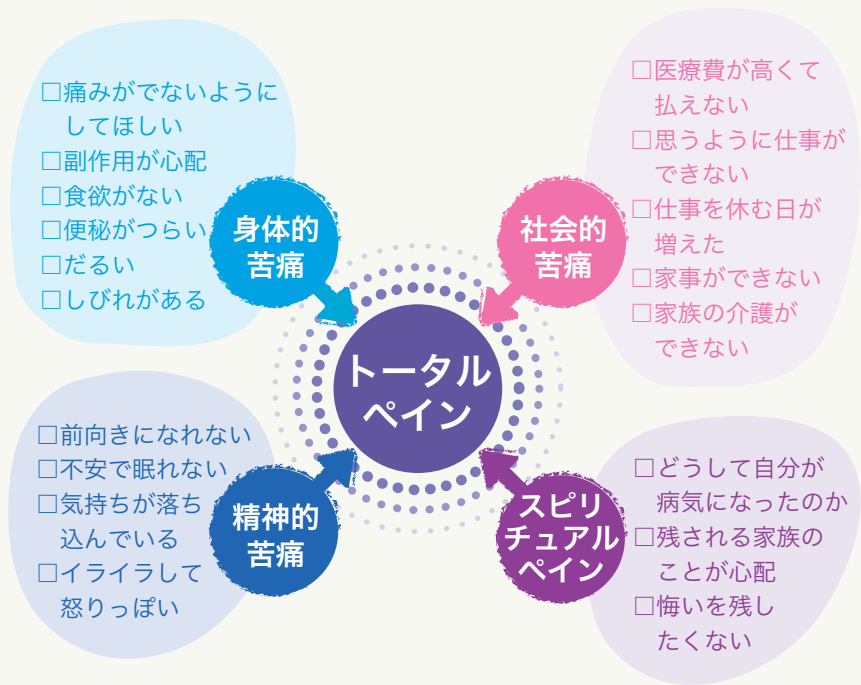 □痛みがでないように
してほしい
□副作用が心配
□食欲がない
□便秘がつらい
□だるい
□しびれがある
身体的
苦痛
□医療費が高くて
払えない
□思うように仕事が
できない
□仕事を休む日が
増えた
□家事ができない
□家族の介護が
できない
社会的
苦痛
トータル
ペイン
□前向きになれない
□不安で眠れない
□気持ちが落ち
込んでいる
□イライラして
怒りっぽい
精神的
苦痛
□どうして自分が
病気になったのか
□残される家族の
ことが心配
□悔いを残し
たくない
スピリ
チュアル
ペイン